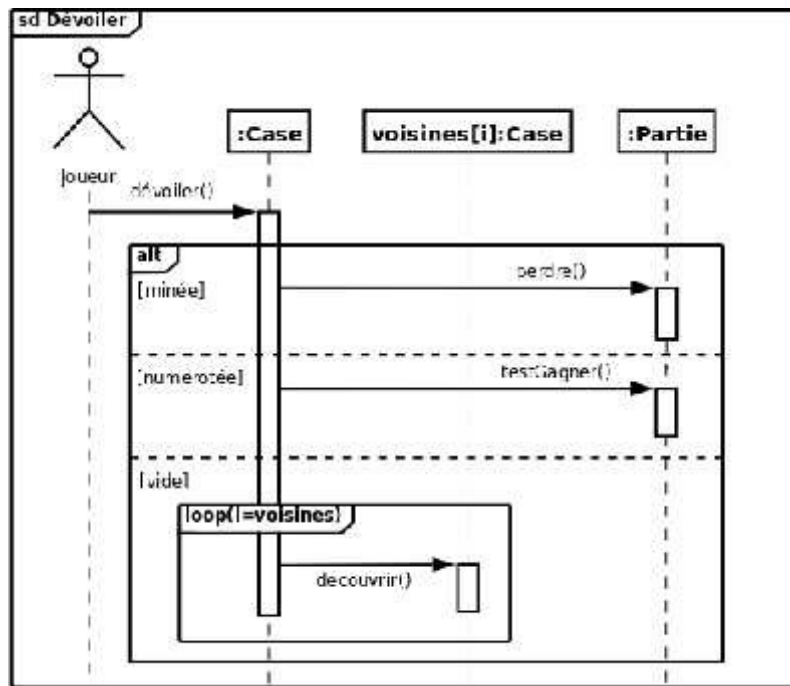 sd Dévoiler
:Case
voisines[i]:Case
:Partie
Joueur
dévoiler()
alt
[minée]
perdre()
[numerotée]
testGagner()
[vide]
loop(i=voisines)
decouvrir()